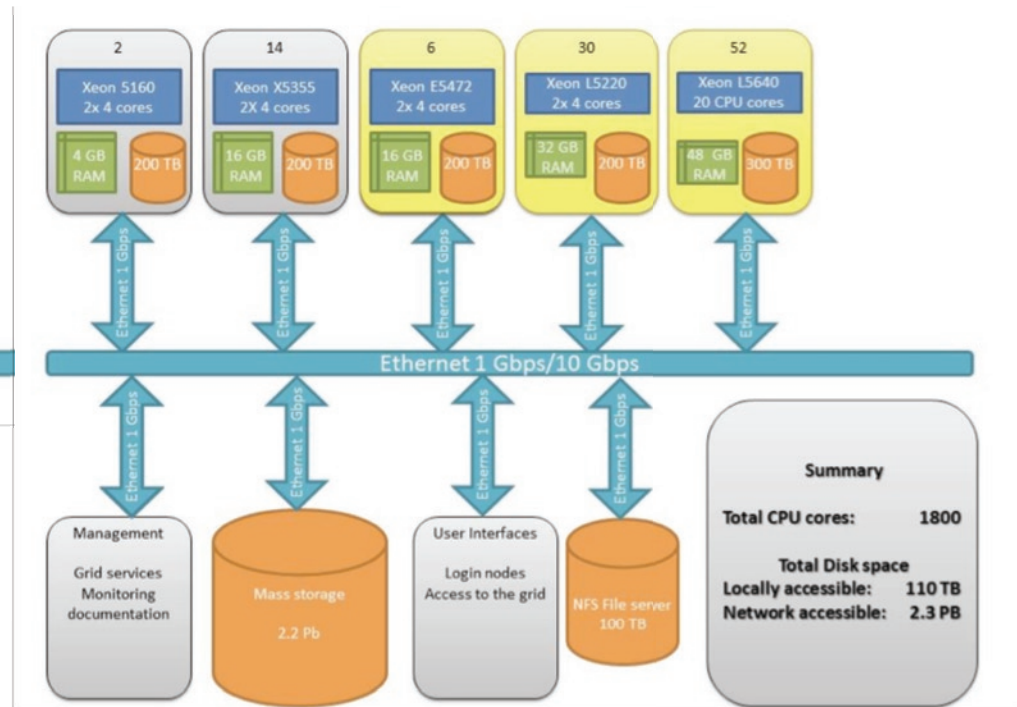 2
Xeon 5160
2x 4 cores
4 GB
RAM
200 TB
14
Xeon X5355
2X 4 cores
16 GB
RAM
200 TB
6
Xeon E5472
2x 4 cores
16 GB
RAM
200 TB
30
Xeon L5220
2x 4 cores
32 GB
RAM
200 TB
52
Xeon L5640
20 CPU cores
48 GB
RAM
300 TB
Ethernet 1 Gbps
Ethernet 1 Gbps
Ethernet 1 Gbps
Ethernet 1 Gbps
Ethernet 1 Gbps
Ethernet 1 Gbps/10 Gbps
Ethernet 1 Gbps
Ethernet 1 Gbps
Ethernet 1 Gbps
Ethernet 1 Gbps
Management
Grid services
Monitoring
documentation
Mass storage
2.2 Pb
User Interfaces
Login nodes
Access to the grid
NFS File server
100 TB
Summary
Total CPU cores: 1800
Total Disk space
Locally accessible: 110 TB
Network accessible: 2.3 PB